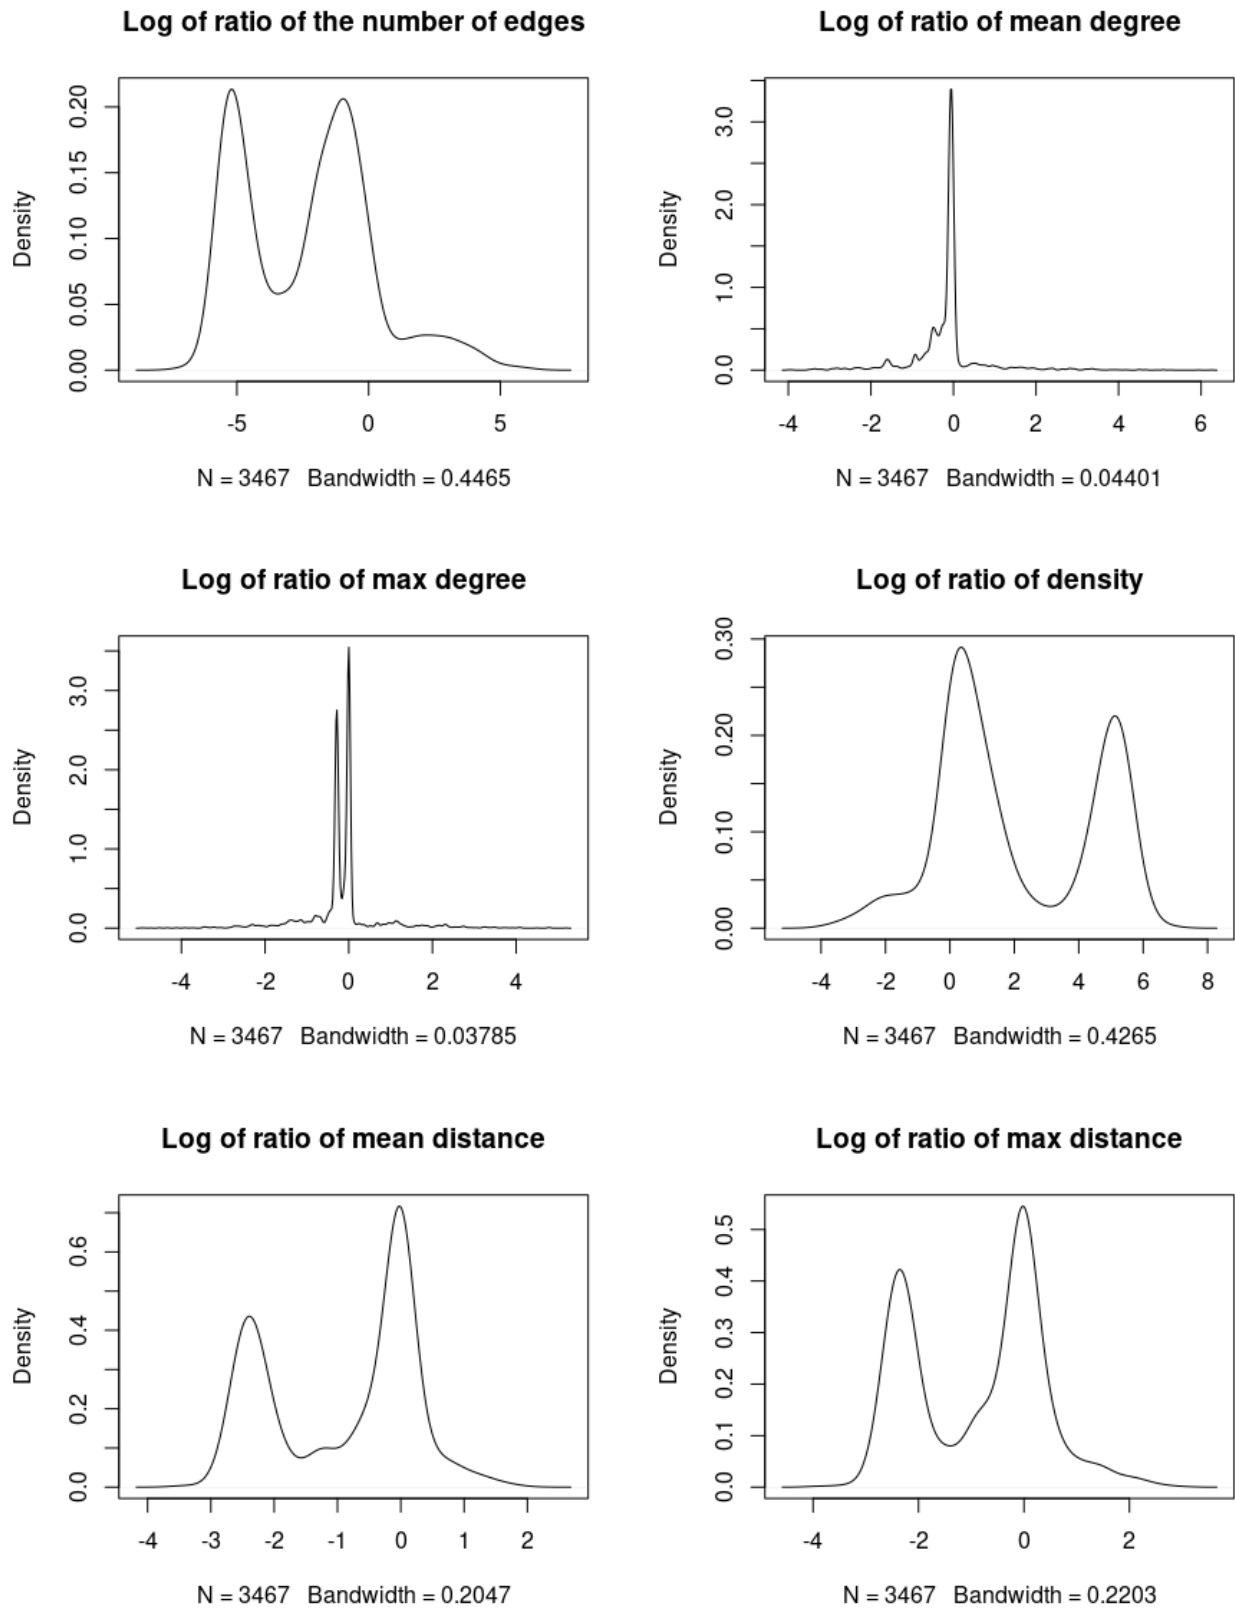 Log of ratio of the number of edges
Density
0.00 0.05 0.10 0.15 0.20
-5 0 5
N = 3467 Bandwidth = 0.4465
Log of ratio of mean degree
Density
0.0 1.0 2.0 3.0
-4 -2 0 2 4 6
N = 3467 Bandwidth = 0.04401
Log of ratio of max degree
Density
0.0 1.0 2.0 3.0
-4 -2 0 2 4
N = 3467 Bandwidth = 0.03785
Log of ratio of density
Density
0.00 0.10 0.20 0.30
-4 -2 0 2 4 6 8
N = 3467 Bandwidth = 0.4265
Log of ratio of mean distance
Density
0.0 0.2 0.4 0.6
-4 -3 -2 -1 0 1 2
N = 3467 Bandwidth = 0.2047
Log of ratio of max distance
Density
0.0 0.1 0.2 0.3 0.4 0.5
-4 -2 0 2
N = 3467 Bandwidth = 0.2203